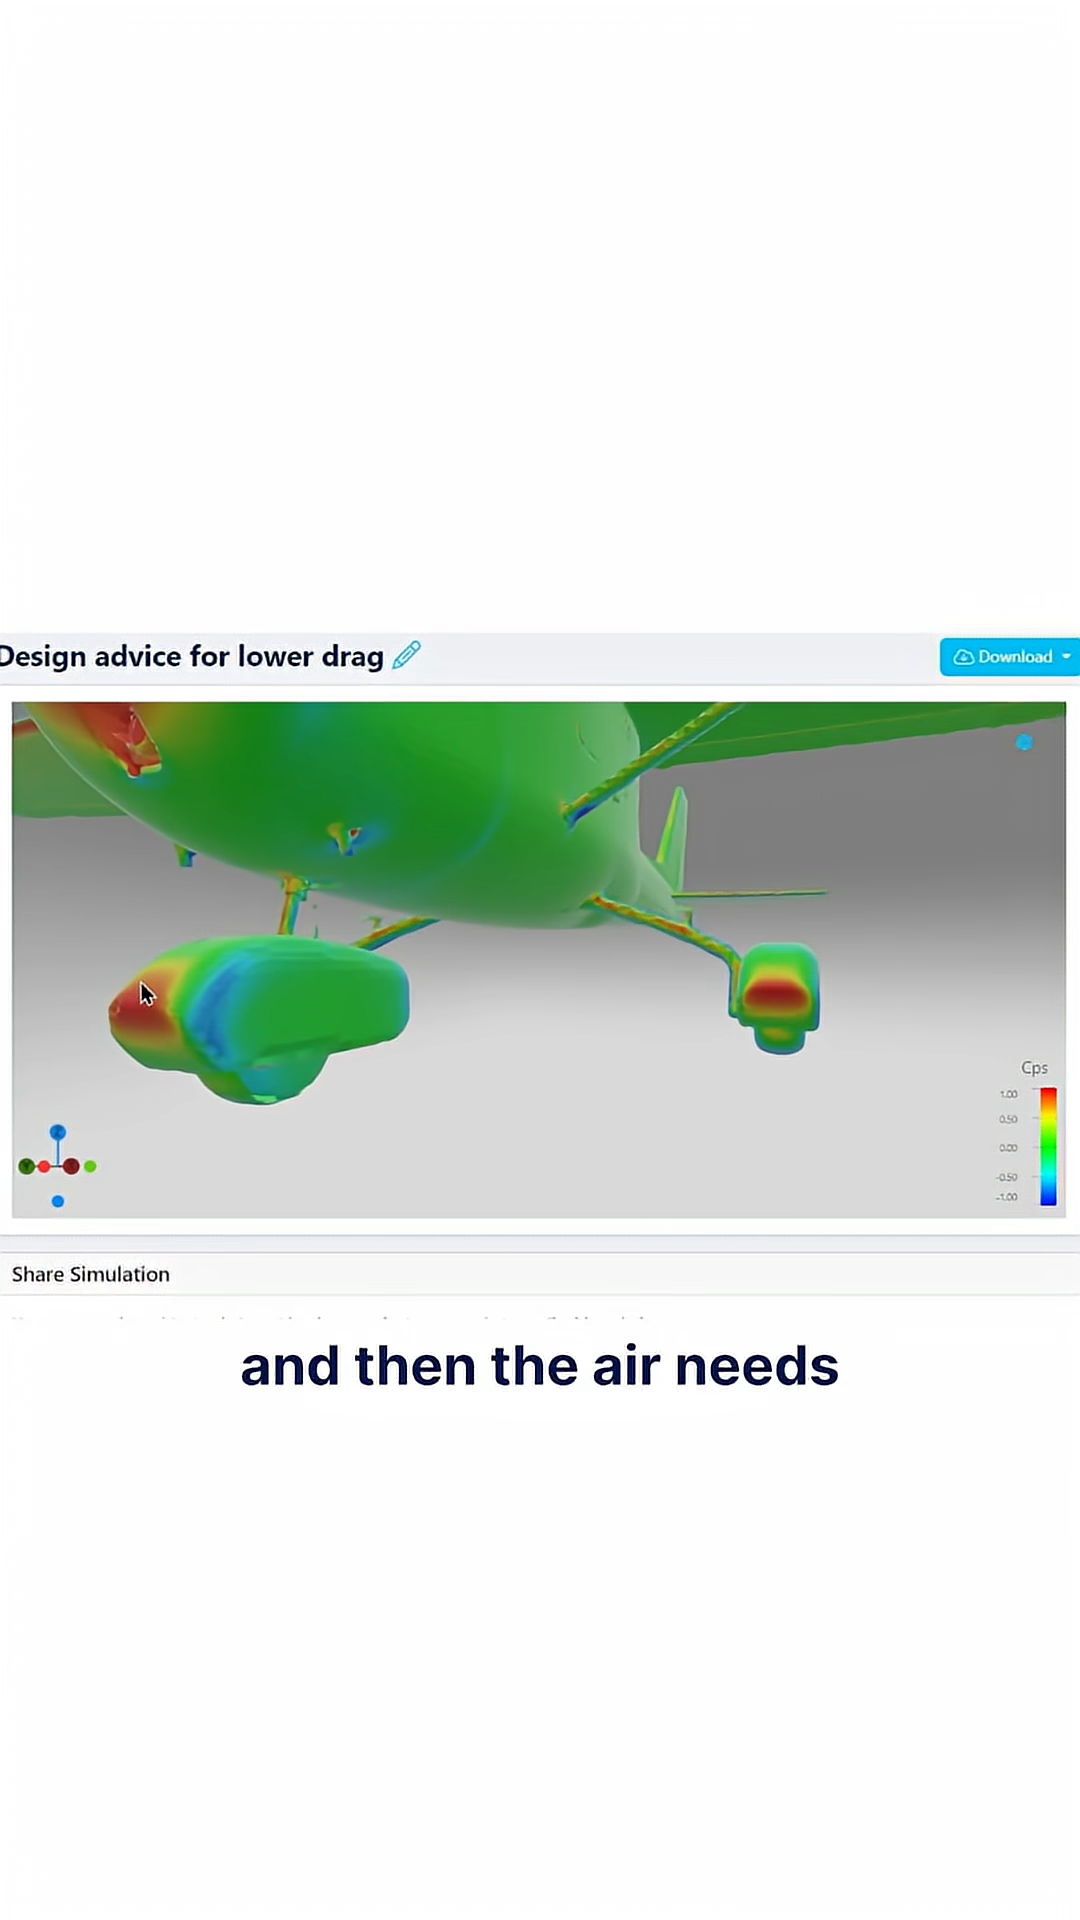 Design advice for lower drag
Download
Cps
1.00
0.50
0.00
-0.50
-1.00
Share Simulation
and then the air needs